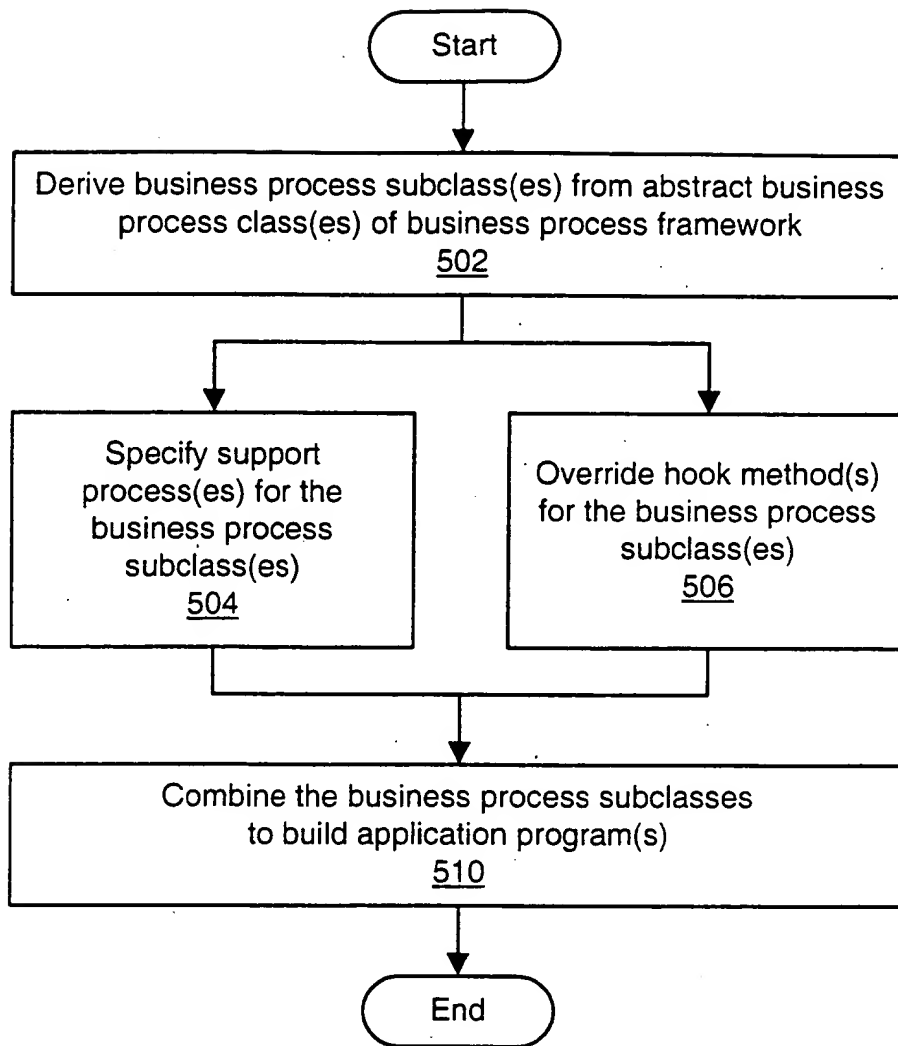 Start
Derive business process subclass(es) from abstract business
process class(es) of business process framework
502
Specify support
process(es) for the
business process
subclass(es)
504
Override hook method(s)
for the business process
subclass(es)
506
Combine the business process subclasses
to build application program(s)
510
End